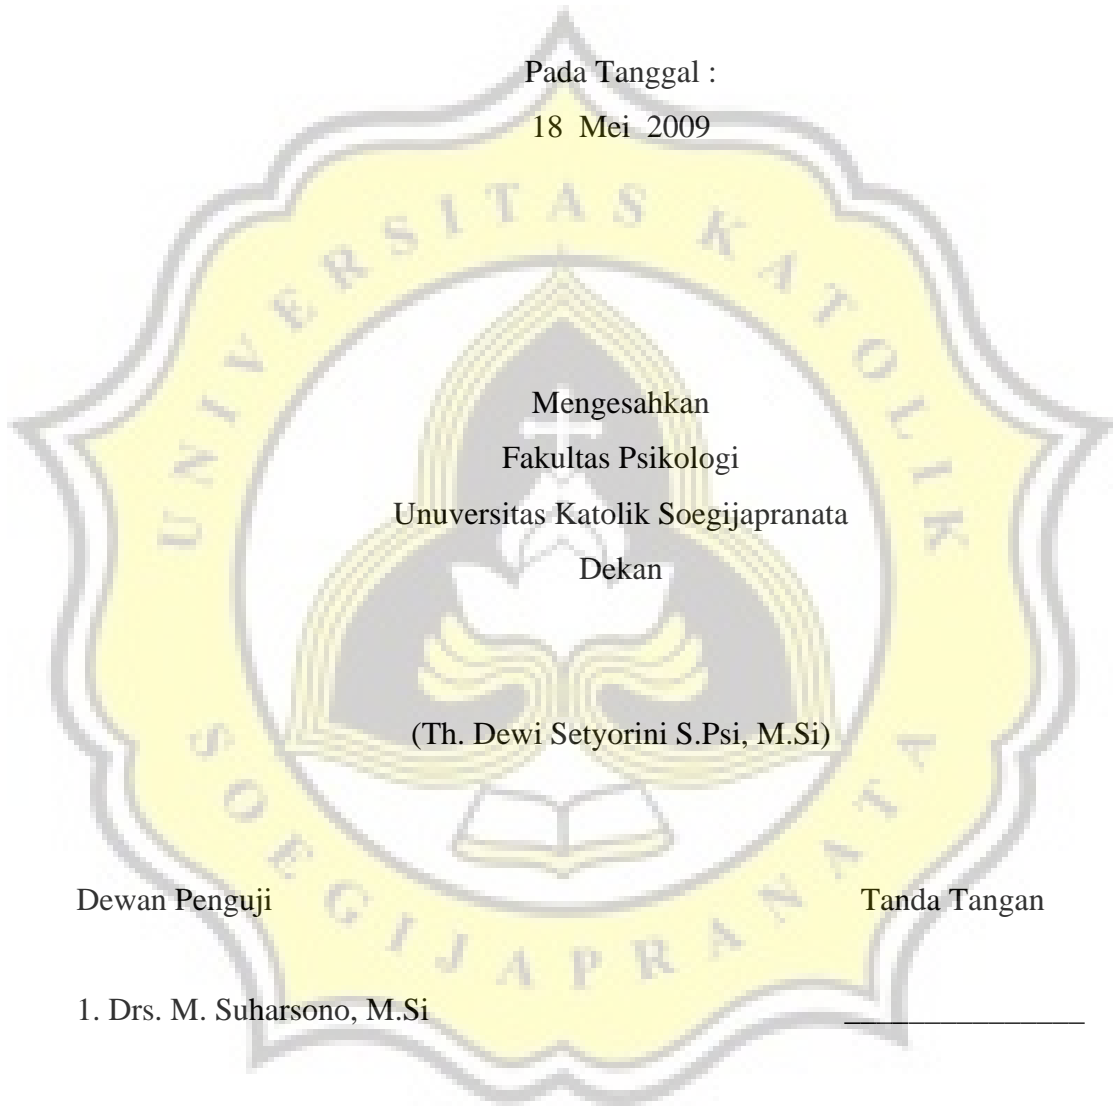 Pada Tanggal :
18 Mei 2009
UNIVERSITAS KATOLIK
Mengesahkan
Fakultas Psikologi
Unuversitas Katolik Soegijapranata
Dekan
(Th. Dewi Setyorini S.Psi, M.Si)
SOEGIJAPRANATA
Dewan Penguji Tanda Tangan
1. Drs. M. Suharsono, M.Si _______________